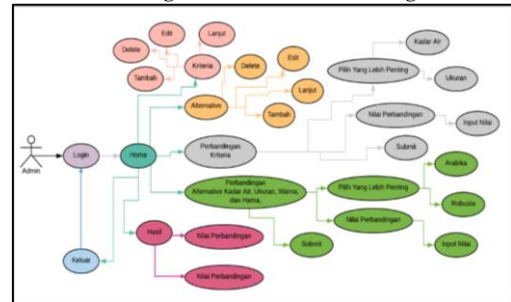 Edit
Lanjut
Delete
Kriteria
Tambah
Delete
Edit
Alternative
Lanjut
Tambah
Kadar Air
Pilih Yang Lebih Penting
Ukuran
Nilai Perbandingan
Input Nilai
Submit
Perbandingan
Kriteria
Admin
Login
Home
Perbandingan
Alternative Kadar Air, Ukuran, Warna,
dan Hama,
Pilih Yang Lebih Penting
Arabika
Robusta
Nilai Perbandingan
Input Nilai
Submit
Hasil
Nilai Perbandingan
Nilai Perbandingan
Keluar